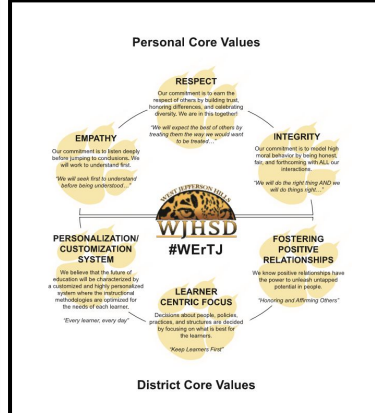 Personal Core Values
RESPECT
Our commitment is to earn the
respect of others by building trust,
honoring differences, and celebrating
diversity. We are in this together!
"We will expect the best of others by
treating them the way we would want
to be treated…"
EMPATHY
Our commitment is to listen deeply
before jumping to conclusions. We
will work to understand first.
"We will seek first to understand
before being understood…"
INTEGRITY
Our commitment is to model high
moral behavior by being honest,
fair, and forthcoming with ALL our
interactions.
"We will do the right thing AND we
will do things right…"
WEST JEFFERSON HILLS
WJHSD
#WErTJ
PERSONALIZATION/
CUSTOMIZATION
SYSTEM
We believe that the future of
education will be characterized by
a customized and highly personalized
system where the instructional
methodologies are optimized for
the needs of each learner.
"Every learner, every day"
FOSTERING
POSITIVE
RELATIONSHIPS
We know positive relationships have
the power to unleash untapped
potential in people.
"Honoring and Affirming Others"
LEARNER
CENTRIC FOCUS
Decisions about people, policies,
practices, and structures are decided
by focusing on what is best for
the learners.
"Keep Learners First"
District Core Values